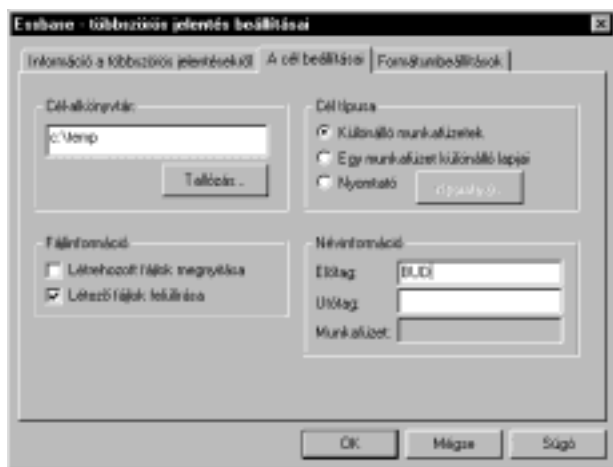 Essbase - többszörös jelentés beállításai
Információ a többszörös jelentésekről
A cél beállításai
Formátumbeállítások
Cél-alkönyvtár:
c:\temp
Tallózás...
Cél típusa
Különálló munkafüzetek
Egy munkafüzet különálló lapjai
Nyomtató
Fájlinformáció
Létrehozott fájlok megnyitása
Létező fájlok felülírása
Névinformáció
Előtag:
BUD
Utótag:
Munkafüzet:
OK
Mégse
Súgó